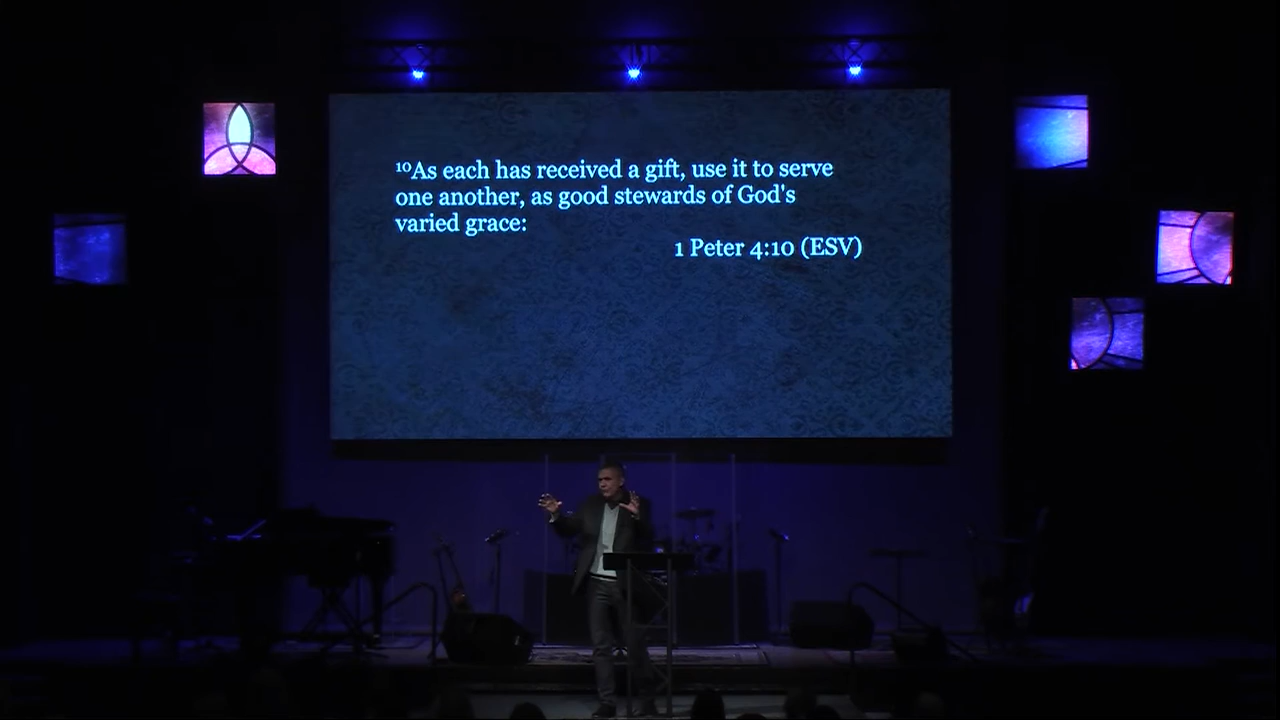 ¹⁰As each has received a gift, use it to serve
one another, as good stewards of God's
varied grace:
1 Peter 4:10 (ESV)